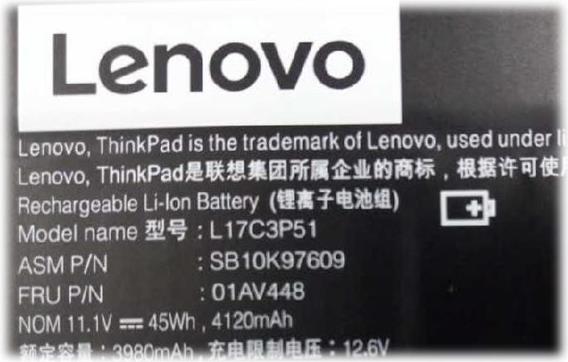 Lenovo
Lenovo, ThinkPad is the trademark of Lenovo, used under
Lenovo, ThinkPad是联想集团所属企业的商标，根据许可使用
Rechargeable Li-Ion Battery (锂离子电池组)
Model name 型号 : L17C3P51
ASM P/N : SB10K97609
FRU P/N : 01AV448
NOM 11.1V ⎓ 45Wh , 4120mAh
额定容量 : 3980mAh , 充电限制电压 : 12.6V